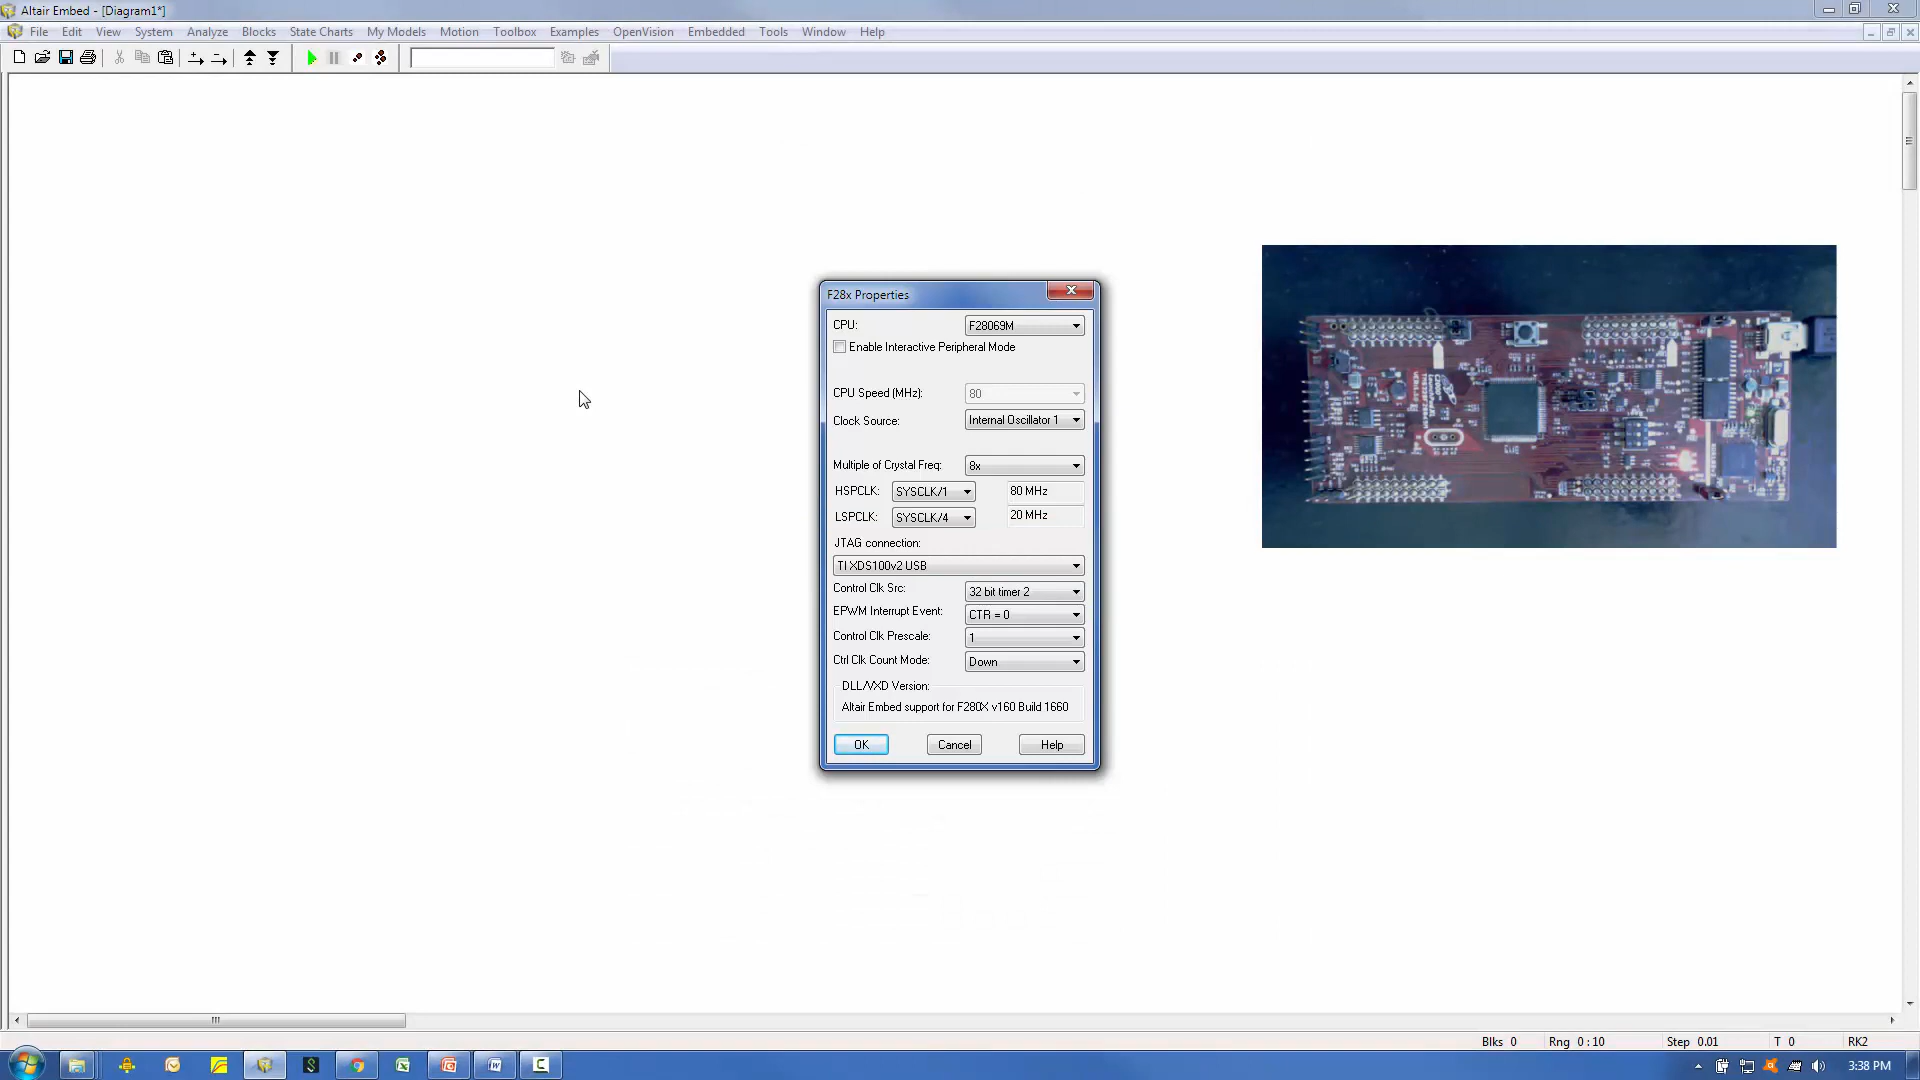 Altair Embed - [Diagram1*]
File Edit View System Analyze Blocks State Charts My Models Motion Toolbox Examples OpenVision Embedded Tools Window Help
F28x Properties
CPU: F28069M
Enable Interactive Peripheral Mode
CPU Speed (MHz): 80
Clock Source: Internal Oscillator 1
Multiple of Crystal Freq: 8x
HSPCLK: SYSCLK/1 80 MHz
LSPCLK: SYSCLK/4 20 MHz
JTAG connection:
TI XDS100v2 USB
Control Clk Src: 32 bit timer 2
EPWM Interrupt Event: CTR = 0
Control Clk Prescale: 1
Ctrl Clk Count Mode: Down
DLL/VXD Version:
Altair Embed support for F280X v160 Build 1660
OK Cancel Help
Blks 0 Rng 0:10 Step 0.01 T 0 RK2
3:38 PM